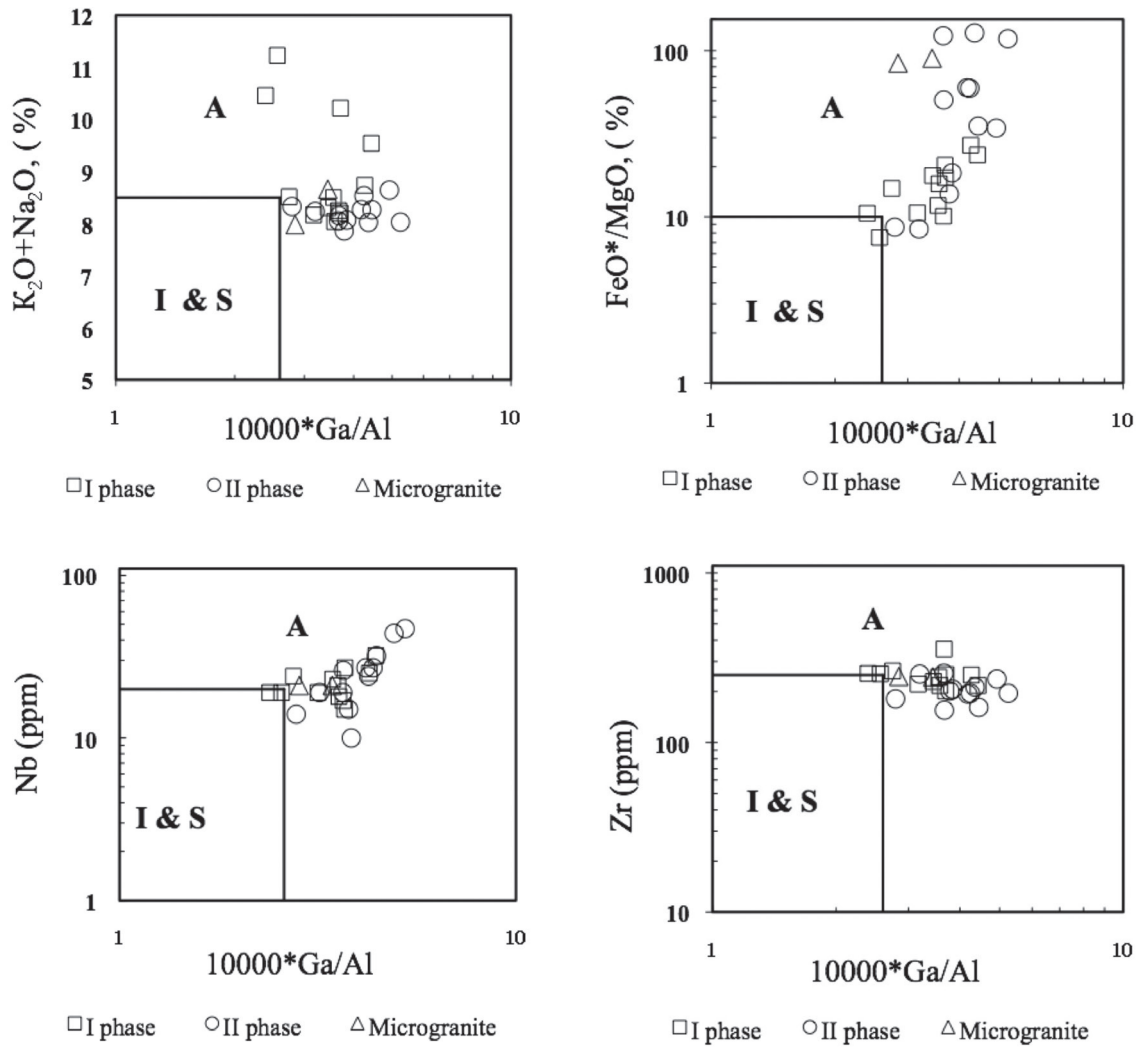 12
11
10
9
8
7
6
5
K₂O+Na₂O, ( %)
A
I & S
1
10
10000*Ga/Al
I phase
II phase
Microgranite
100
10
1
FeO*/MgO, ( %)
A
I & S
1
10
10000*Ga/Al
I phase
II phase
Microgranite
100
10
1
Nb (ppm)
A
I & S
1
10
10000*Ga/Al
I phase
II phase
Microgranite
1000
100
10
Zr (ppm)
A
I & S
1
10
10000*Ga/Al
I phase
II phase
Microgranite